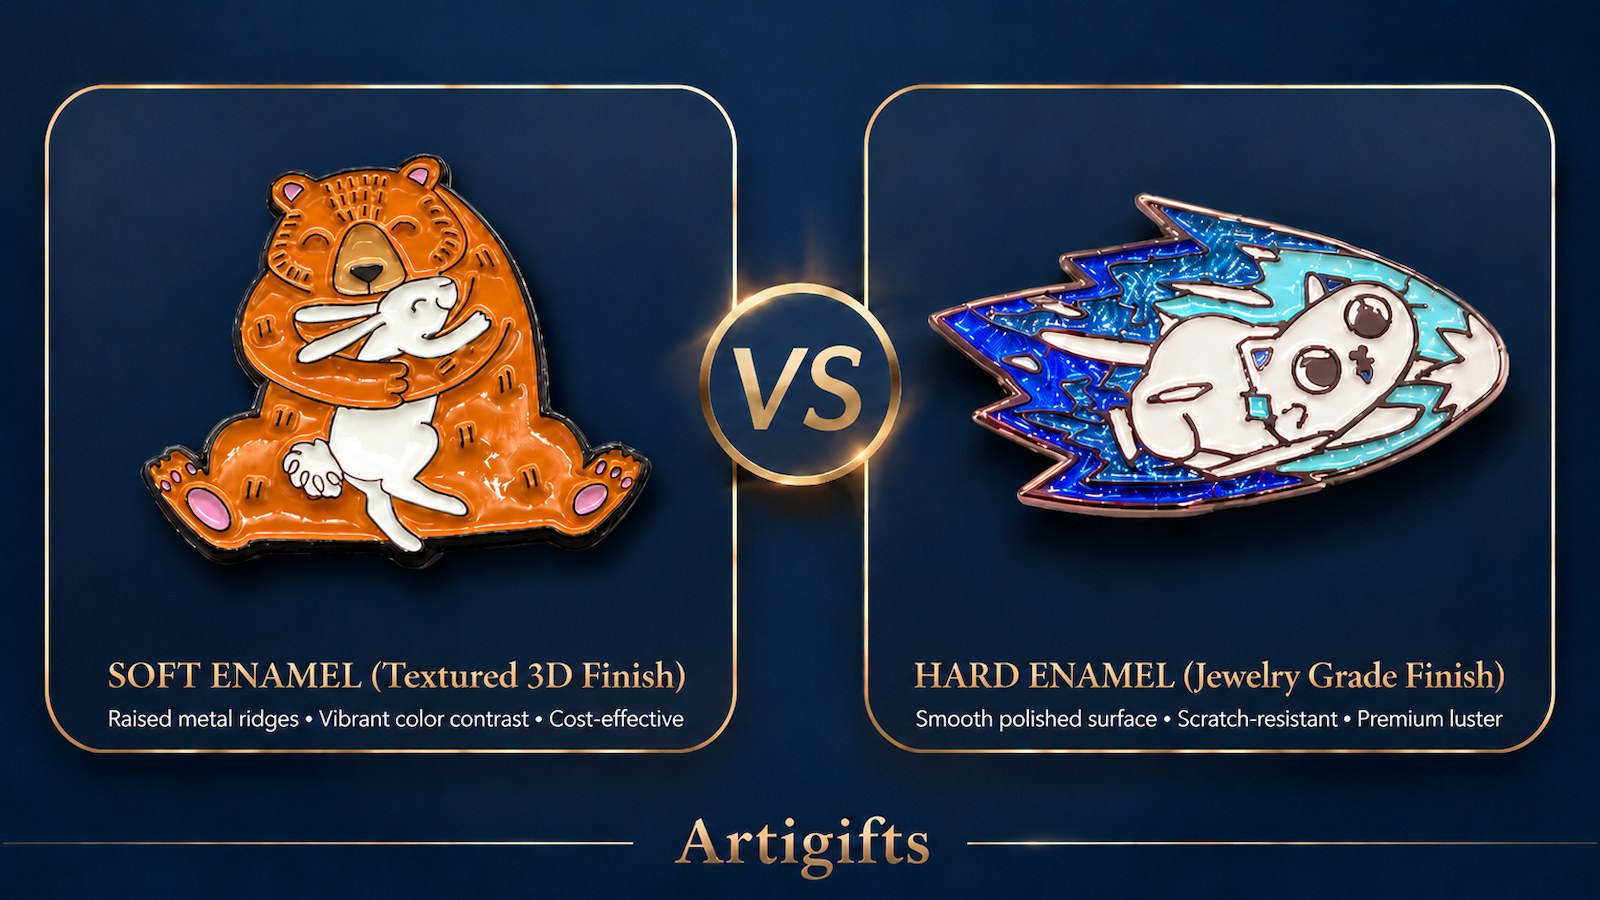 VS
SOFT ENAMEL (Textured 3D Finish)
Raised metal ridges • Vibrant color contrast • Cost-effective
HARD ENAMEL (Jewelry Grade Finish)
Smooth polished surface • Scratch-resistant • Premium luster
Artigifts